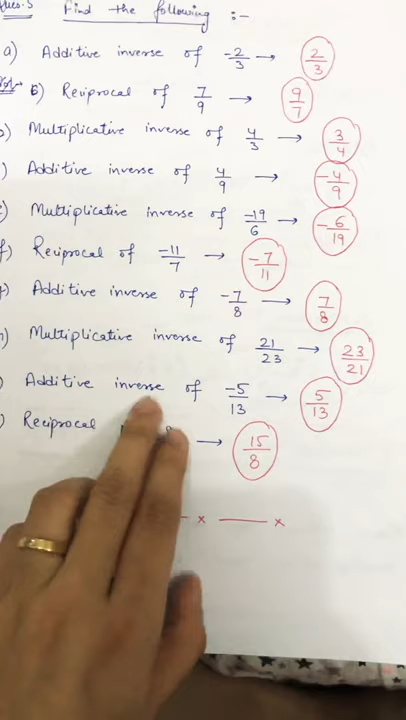 Ques.5 Find the following :-
a) Additive inverse of -2/3 → 2/3
b) Reciprocal of 7/9 → 9/7
) Multiplicative inverse of 4/3 → 3/4
) Additive inverse of 4/9 → -4/9
) Multiplicative inverse of -19/6 → -6/19
f) Reciprocal of -11/7 → -7/11
) Additive inverse of -7/8 → 7/8
) Multiplicative inverse of 21/23 → 23/21
) Additive inverse of -5/13 → 5/13
) Reciprocal → 15/8
x x